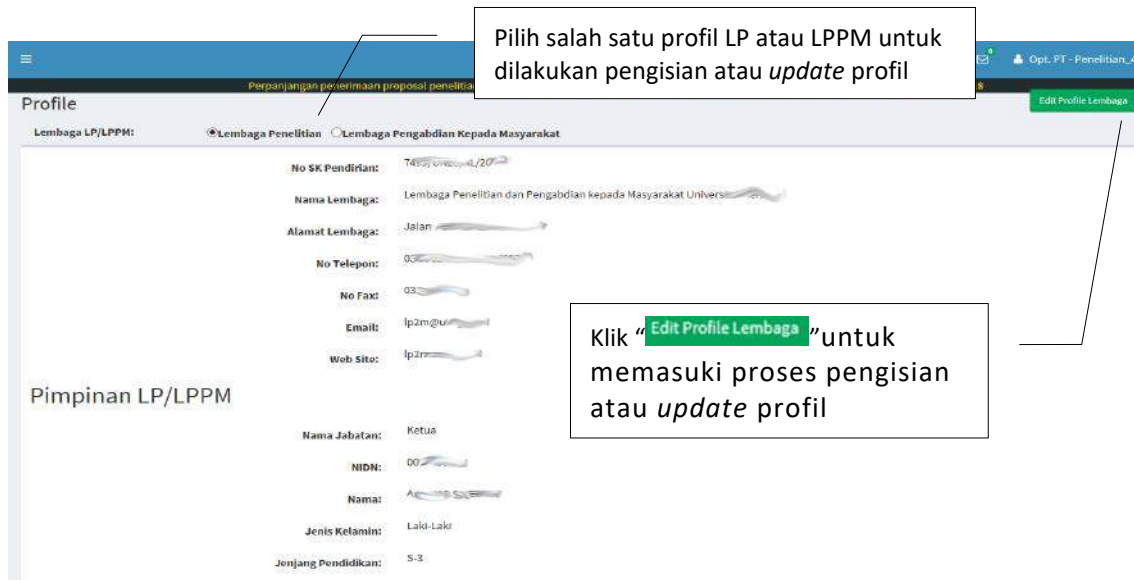 Pilih salah satu profil LP atau LPPM untuk
dilakukan pengisian atau update profil
Opt. PT - Penelitian_
Perpanjangan penerimaan proposal penelitian
Profile
Edit Profile Lembaga
Lembaga LP/LPPM: Lembaga Penelitian Lembaga Pengabdian Kepada Masyarakat
No SK Pendirian:
Nama Lembaga: Lembaga Penelitian dan Pengabdian kepada Masyarakat
Alamat Lembaga: Jalan
No Telepon:
No Fax:
Email:
Web Site:
Klik “ Edit Profile Lembaga ”untuk
memasuki proses pengisian
atau update profil
Pimpinan LP/LPPM
Nama Jabatan: Ketua
NIDN:
Nama:
Jenis Kelamin: Laki-Laki
Jenjang Pendidikan: S-3